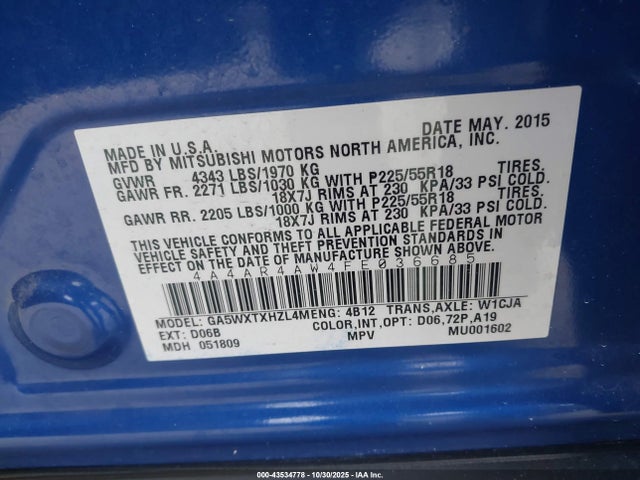 MADE IN U.S.A. DATE MAY. 2015
MFD BY MITSUBISHI MOTORS NORTH AMERICA, INC.
GVWR 4343 LBS/1970 KG
GAWR FR. 2271 LBS/1030 KG WITH P225/55R18 TIRES.
18X7J RIMS AT 230 KPA/33 PSI COLD.
GAWR RR. 2205 LBS/1000 KG WITH P225/55R18 TIRES.
18X7J RIMS AT 230 KPA/33 PSI COLD.
THIS VEHICLE CONFORMS TO ALL APPLICABLE FEDERAL MOTOR
VEHICLE SAFETY AND THEFT PREVENTION STANDARDS IN
EFFECT ON THE DATE OF MANUFACTURE SHOWN ABOVE.
4A4AR4AW4FE036685
MODEL: GA5WXTXHZL4MENG: 4B12 TRANS,AXLE: W1CJA
EXT: D06B COLOR,INT,OPT: D06,72P,A19
MDH 051809 MPV MU001602
000-43534778 - 10/30/2025 - IAA Inc.